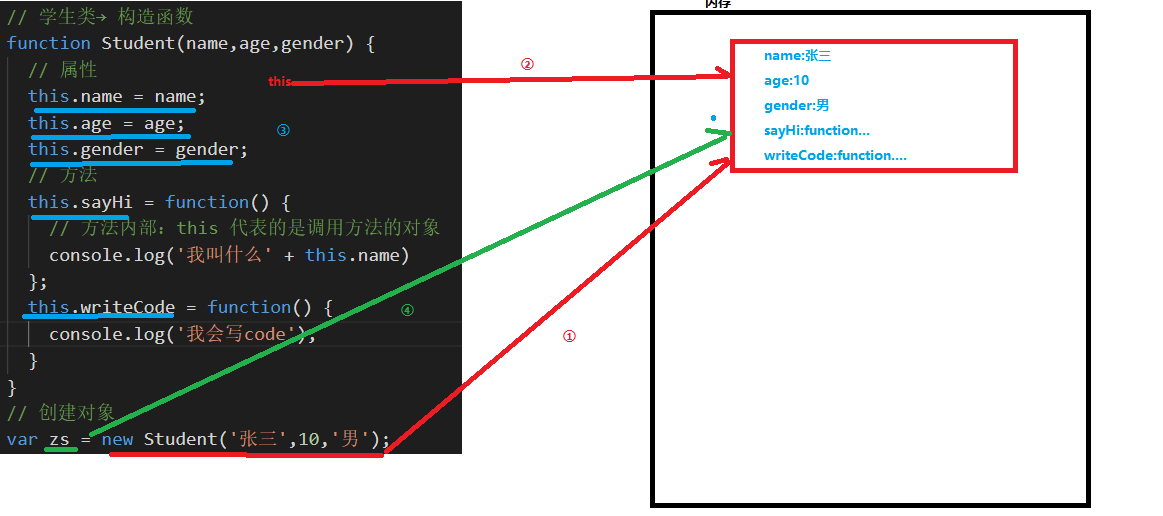 // 学生类→ 构造函数
function Student(name,age,gender) {
// 属性
this
this.name = name;
this.age = age;
③
this.gender = gender;
// 方法
this.sayHi = function() {
// 方法内部：this 代表的是调用方法的对象
console.log('我叫什么' + this.name)
};
this.writeCode = function() {
④
console.log('我会写code');
}
}
// 创建对象
var zs = new Student('张三',10,'男');
②
①
内存
name:张三
age:10
gender:男
sayHi:function...
writeCode:function....